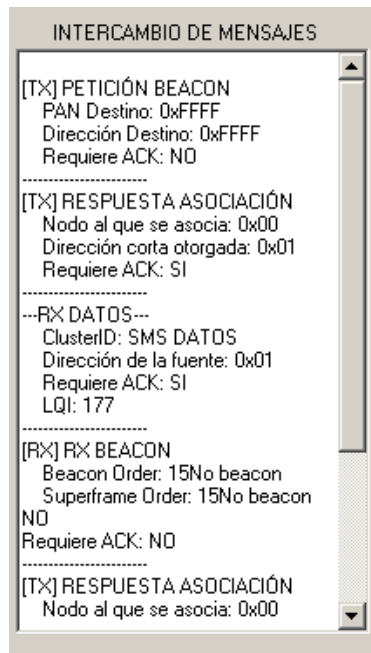 INTERCAMBIO DE MENSAJES
[TX] PETICIÓN BEACON
PAN Destino: 0xFFFF
Dirección Destino: 0xFFFF
Requiere ACK: NO
-----------------------
[TX] RESPUESTA ASOCIACIÓN
Nodo al que se asocia: 0x00
Dirección corta otorgada: 0x01
Requiere ACK: SI
-----------------------
---RX DATOS---
ClusterID: SMS DATOS
Dirección de la fuente: 0x01
Requiere ACK: SI
LQI: 177
-----------------------
[RX] RX BEACON
Beacon Order: 15No beacon
Superframe Order: 15No beacon
NO
Requiere ACK: NO
-----------------------
[TX] RESPUESTA ASOCIACIÓN
Nodo al que se asocia: 0x00